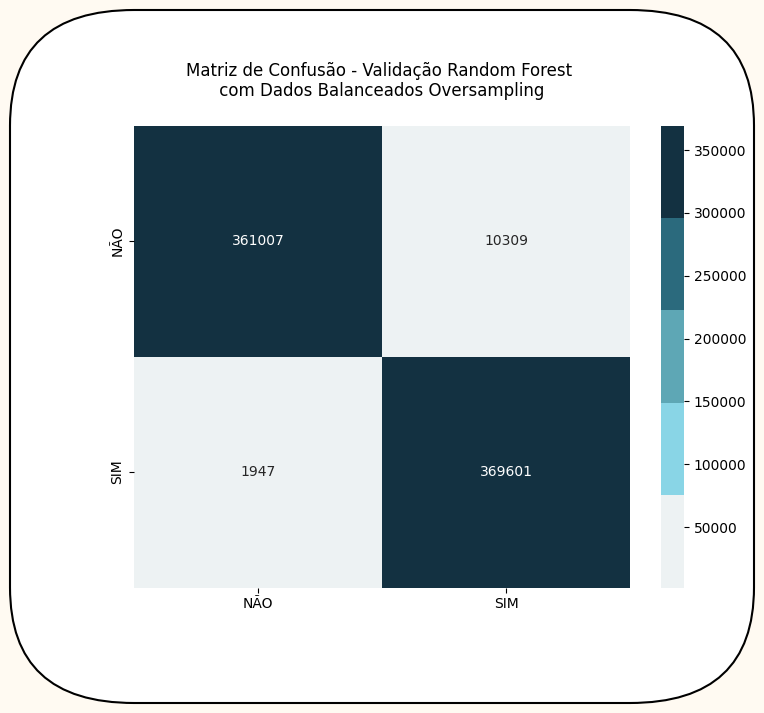 Matriz de Confusão - Validação Random Forest
com Dados Balanceados Oversampling
NÃO
361007
10309
SIM
1947
369601
NÃO
SIM
350000
300000
250000
200000
150000
100000
50000